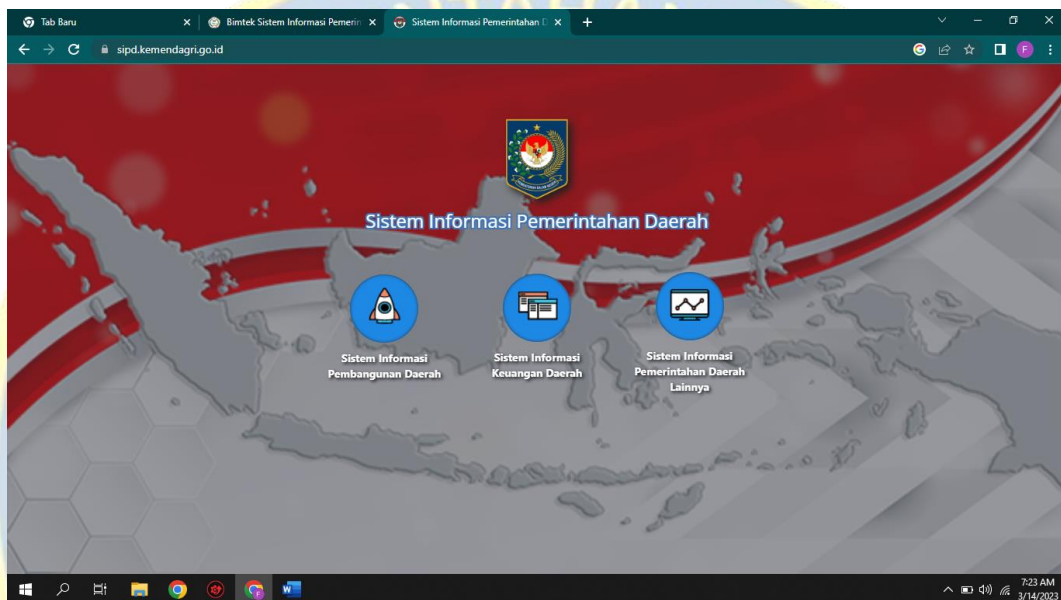 Tab Baru
Bimtek Sistem Informasi Pemerin
Sistem Informasi Pemerintahan D
sipd.kemendagri.go.id
F
Sistem Informasi Pemerintahan Daerah
Sistem Informasi
Pembangunan Daerah
Sistem Informasi
Keuangan Daerah
Sistem Informasi
Pemerintahan Daerah
Lainnya
7:23 AM
3/14/2023